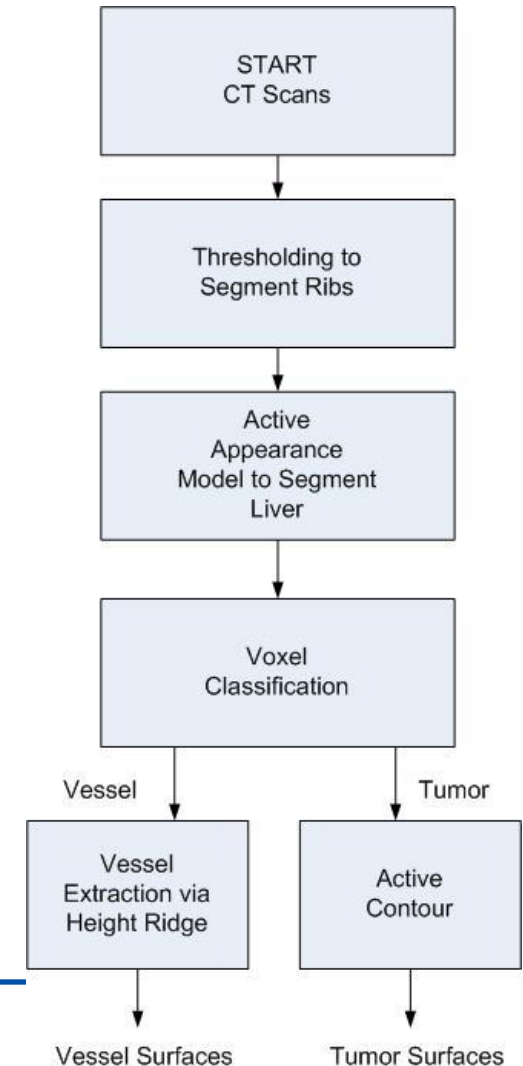 START
CT Scans
Thresholding to
Segment Ribs
Active
Appearance
Model to Segment
Liver
Voxel
Classification
Vessel
Tumor
Vessel
Extraction via
Height Ridge
Active
Contour
Vessel Surfaces
Tumor Surfaces